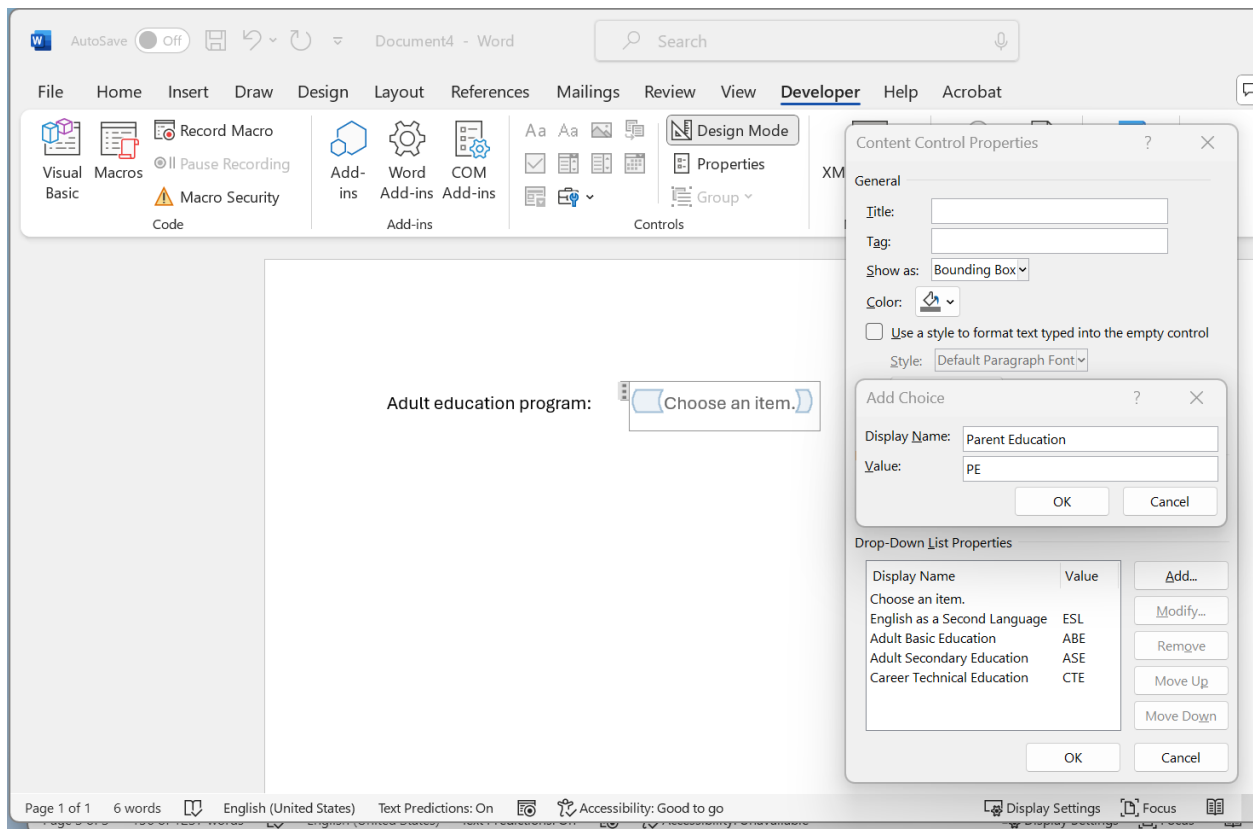 AutoSave Off Document4 - Word Search
File Home Insert Draw Design Layout References Mailings Review View Developer Help Acrobat
Visual Basic
Macros
Record Macro
Pause Recording
Macro Security
Code
Add-ins
Word Add-ins
COM Add-ins
Add-ins
Aa Aa
Design Mode
Properties
Group
Controls
XM
Adult education program: Choose an item.
Content Control Properties ?
General
Title:
Tag:
Show as: Bounding Box
Color:
Use a style to format text typed into the empty control
Style: Default Paragraph Font
Add Choice ?
Display Name: Parent Education
Value: PE
OK Cancel
Drop-Down List Properties
Display Name Value
Choose an item.
English as a Second Language ESL
Adult Basic Education ABE
Adult Secondary Education ASE
Career Technical Education CTE
Add...
Modify...
Remove
Move Up
Move Down
OK Cancel
Page 1 of 1 6 words English (United States) Text Predictions: On Accessibility: Good to go Display Settings Focus